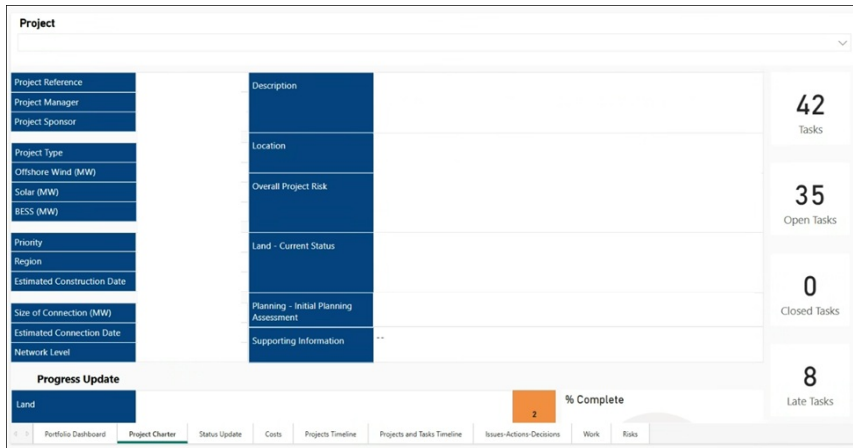 Project
Project Reference
Project Manager
Project Sponsor
Project Type
Offshore Wind (MW)
Solar (MW)
BESS (MW)
Priority
Region
Estimated Construction Date
Size of Connection (MW)
Estimated Connection Date
Network Level
Description
Location
Overall Project Risk
Land - Current Status
Planning - Initial Planning
Assessment
Supporting Information
--
42
Tasks
35
Open Tasks
0
Closed Tasks
8
Late Tasks
Progress Update
Land
2
% Complete
Portfolio Dashboard Project Charter Status Update Costs Projects Timeline Projects and Tasks Timeline Issues-Actions-Decisions Work Risks